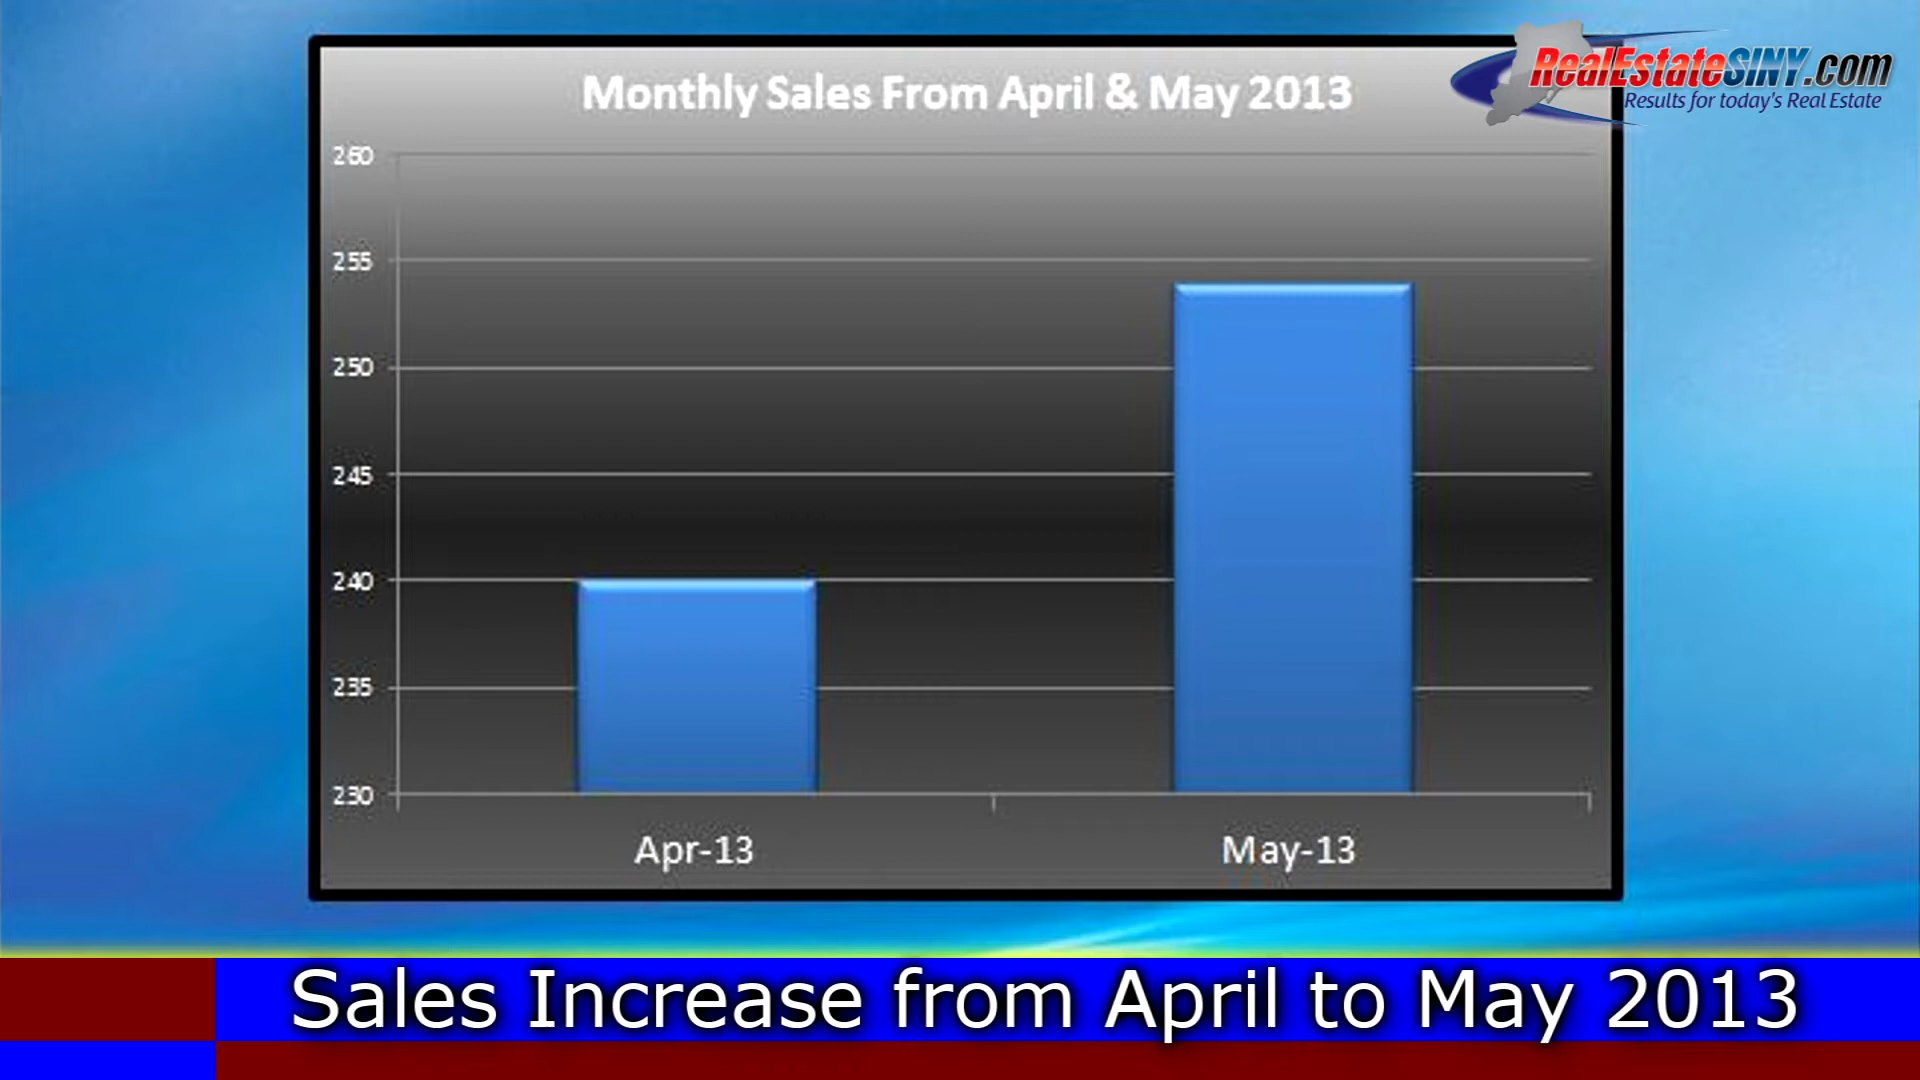 RealEstateSINY.com
Results for today's Real Estate
Monthly Sales From April & May 2013
260
255
250
245
240
235
230
Apr-13
May-13
Sales Increase from April to May 2013